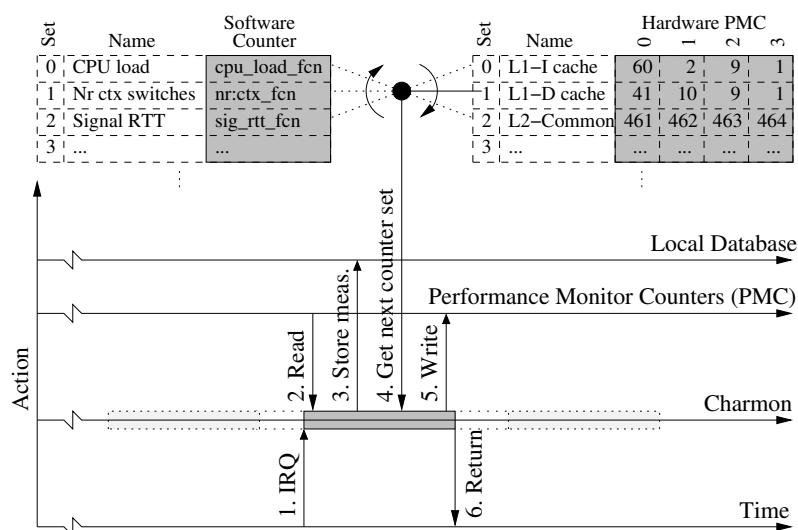 Set Name Software Counter
0 CPU load cpu_load_fcn
1 Nr ctx switches nr:ctx_fcn
2 Signal RTT sig_rtt_fcn
3 ... ...
Set Name Hardware PMC 0 1 2 3
0 L1-I cache 60 2 9 1
1 L1-D cache 41 10 9 1
2 L2-Common 461 462 463 464
3 ... ... ... ... ...
Action
Local Database
Performance Monitor Counters (PMC)
Charmon
Time
1. IRQ
2. Read
3. Store meas.
4. Get next counter set
5. Write
6. Return